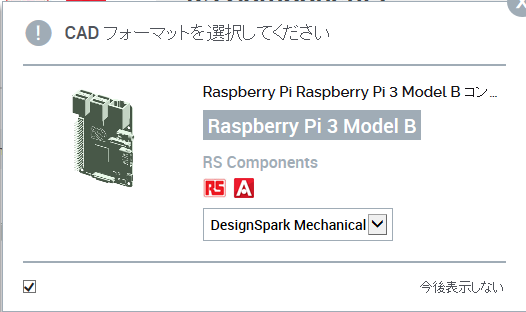 CAD フォーマットを選択してください
Raspberry Pi Raspberry Pi 3 Model B コン...
Raspberry Pi 3 Model B
RS Components
RS A
DesignSpark Mechanical
今後表示しない